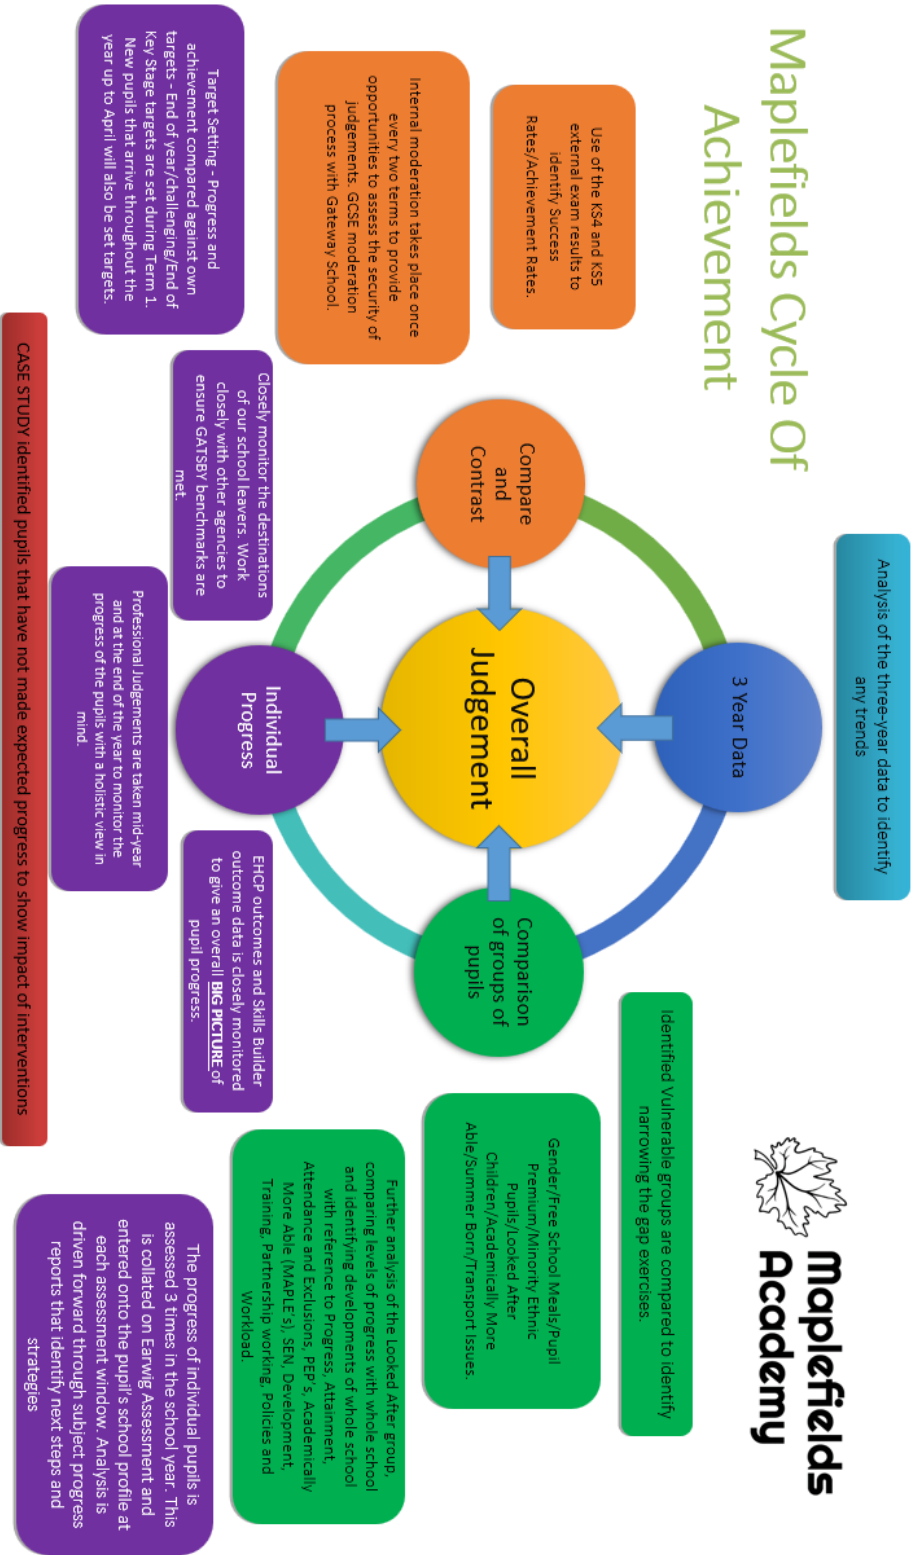 Maplefields Cycle Of
Achievement
Analysis of the three-year data to identify
any trends
Maplefields
Academy
Use of the KS4 and KS5
external exam results to
identify Success
Rates/Achievement Rates.
Internal moderation takes place once
every two terms to provide
opportunities to assess the security of
judgements. GCSE moderation
process with Gateway School.
Target Setting - Progress and
achievement compared against own
targets - End of year/challenging/End of
Key Stage targets are set during Term 1.
New pupils that arrive throughout the
year up to April will also be set targets.
3 Year Data
Compare
and
Contrast
Overall
Judgement
Comparison
of groups of
pupils
Individual
Progress
Identified Vulnerable groups are compared to identify
narrowing the gap exercises.
Gender/Free School Meals/Pupil
Premium/Minority Ethnic
Pupils/Looked After
Children/Academically More
Able/Summer Born/Transport Issues.
Further analysis of the Looked After group,
comparing levels of progress with whole school
and identifying developments of whole school
with reference to Progress, Attainment,
Attendance and Exclusions, PEP's, Academically
More Able (MAPLE's), SEN, Development,
Training, Partnership working, Policies and
Workload.
Closely monitor the destinations
of our school leavers. Work
closely with other agencies to
ensure GATSBY benchmarks are
met.
EHCP outcomes and Skills Builder
outcome data is closely monitored
to give an overall BIG PICTURE of
pupil progress.
Professional Judgements are taken mid-year
and at the end of the year to monitor the
progress of the pupils with a holistic view in
mind.
The progress of individual pupils is
assessed 3 times in the school year. This
is collated on Earwig Assessment and
entered onto the pupil's school profile at
each assessment window. Analysis is
driven forward through subject progress
reports that identify next steps and
strategies
CASE STUDY identified pupils that have not made expected progress to show impact of interventions